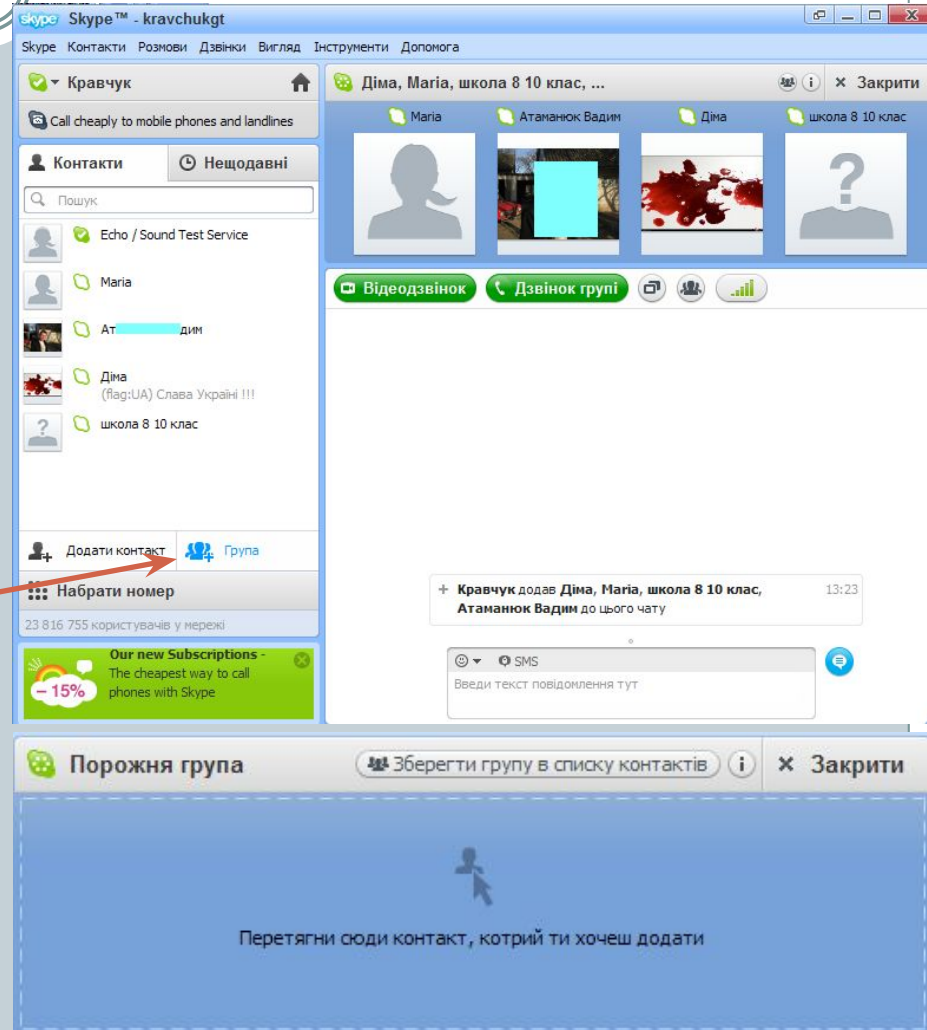 skype Skype™ - kravchukgt
Skype Контакти Розмови Дзвінки Вигляд Інструменти Допомога
Кравчук
Call cheaply to mobile phones and landlines
Контакти Нещодавні
Пошук
Echo / Sound Test Service
Maria
Ат дим
Діма
(flag:UA) Слава Україні !!!
школа 8 10 клас
Додати контакт Група
Набрати номер
23 816 755 користувачів у мережі
Our new Subscriptions -
The cheapest way to call
phones with Skype
– 15%
Діма, Maria, школа 8 10 клас, ... i × Закрити
Maria Атаманюк Вадим Діма школа 8 10 клас
?
Відеодзвінок Дзвінок групі
+ Кравчук додав Діма, Maria, школа 8 10 клас, 13:23
Атаманюк Вадим до цього чату
SMS
Введи текст повідомлення тут
Порожня група Зберегти групу в списку контактів i × Закрити
Перетягни сюди контакт, котрий ти хочеш додати